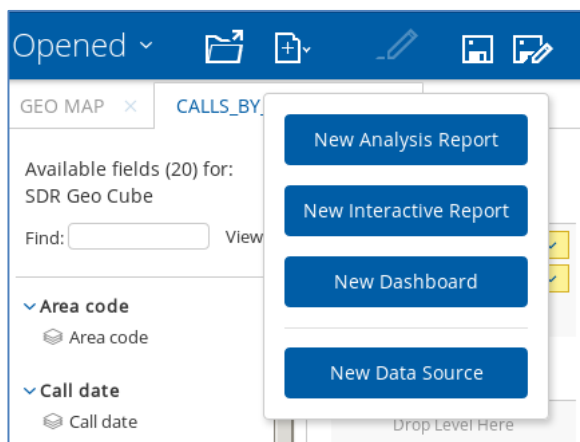 Opened
GEO MAP × CALLS_BY_
New Analysis Report
Available fields (20) for:
SDR Geo Cube
New Interactive Report
Find: View
New Dashboard
Area code
Area code
New Data Source
Call date
Call date
Drop Level Here